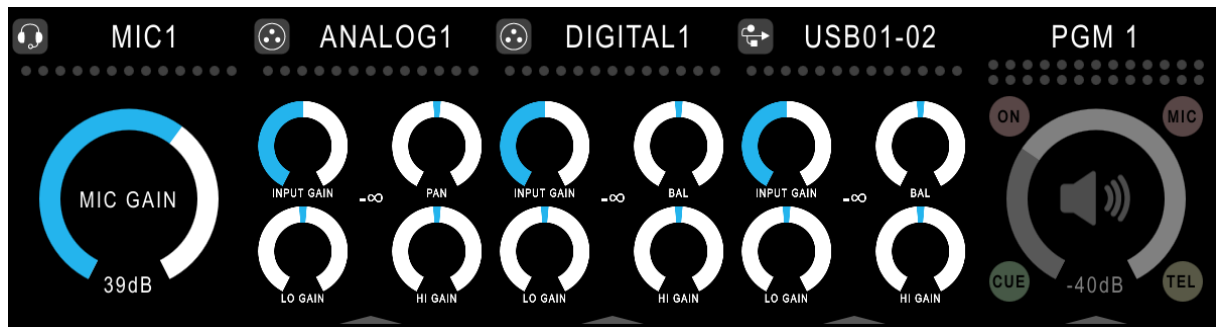 MIC1
ANALOG1
DIGITAL1
USB01-02
PGM 1
ON
MIC
MIC GAIN
INPUT GAIN
-∞
PAN
INPUT GAIN
-∞
BAL
INPUT GAIN
-∞
BAL
39dB
LO GAIN
HI GAIN
LO GAIN
HI GAIN
LO GAIN
HI GAIN
CUE
-40dB
TEL